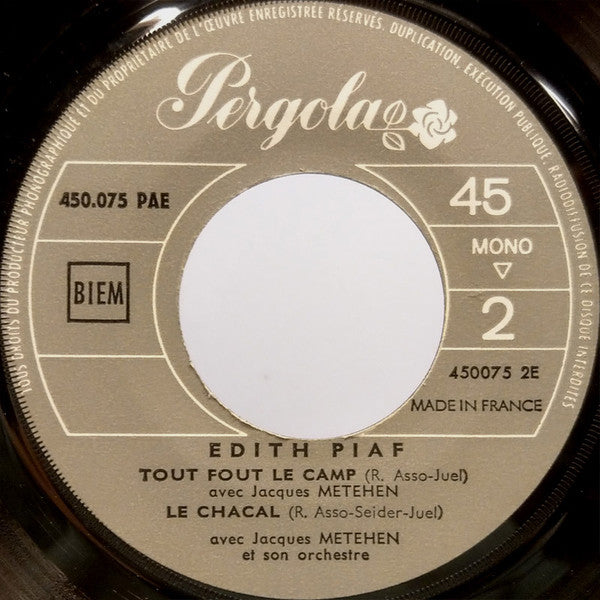 TOUS DROITS DU PRODUCTEUR PHONOGRAPHIQUE ET DU PROPRIÉTAIRE DE L'ŒUVRE ENREGISTRÉE RÉSERVÉS, DUPLICATION, EXÉCUTION PUBLIQUE, RADIODIFFUSION DE CE DISQUE INTERDITES
Pergola
450.075 PAE
45
MONO
BIEM
2
450075 2E
MADE IN FRANCE
EDITH PIAF
TOUT FOUT LE CAMP (R. Asso-Juel)
avec Jacques METEHEN
LE CHACAL (R. Asso-Seider-Juel)
avec Jacques METEHEN
et son orchestre